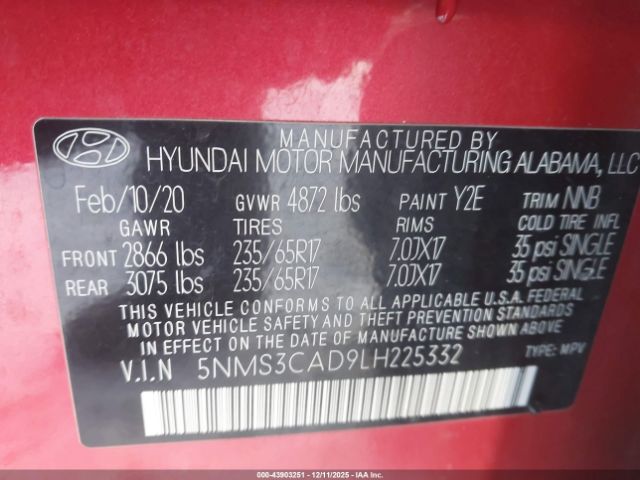 MANUFACTURED BY
HYUNDAI MOTOR MANUFACTURING ALABAMA, LLC
Feb/10/20 GVWR 4872 lbs PAINT Y2E TRIM NNB
GAWR TIRES RIMS COLD TIRE INFL
FRONT 2866 lbs 235/65R17 7.0JX17 35 psi SINGLE
REAR 3075 lbs 235/65R17 7.0JX17 35 psi SINGLE
THIS VEHICLE CONFORMS TO ALL APPLICABLE U.S.A. FEDERAL
MOTOR VEHICLE SAFETY AND THEFT PREVENTION STANDARDS
IN EFFECT ON THE DATE OF MANUFACTURE SHOWN ABOVE.
V.I.N 5NMS3CAD9LH225332 TYPE: MPV
000-43903251 - 12/11/2025 - IAAI